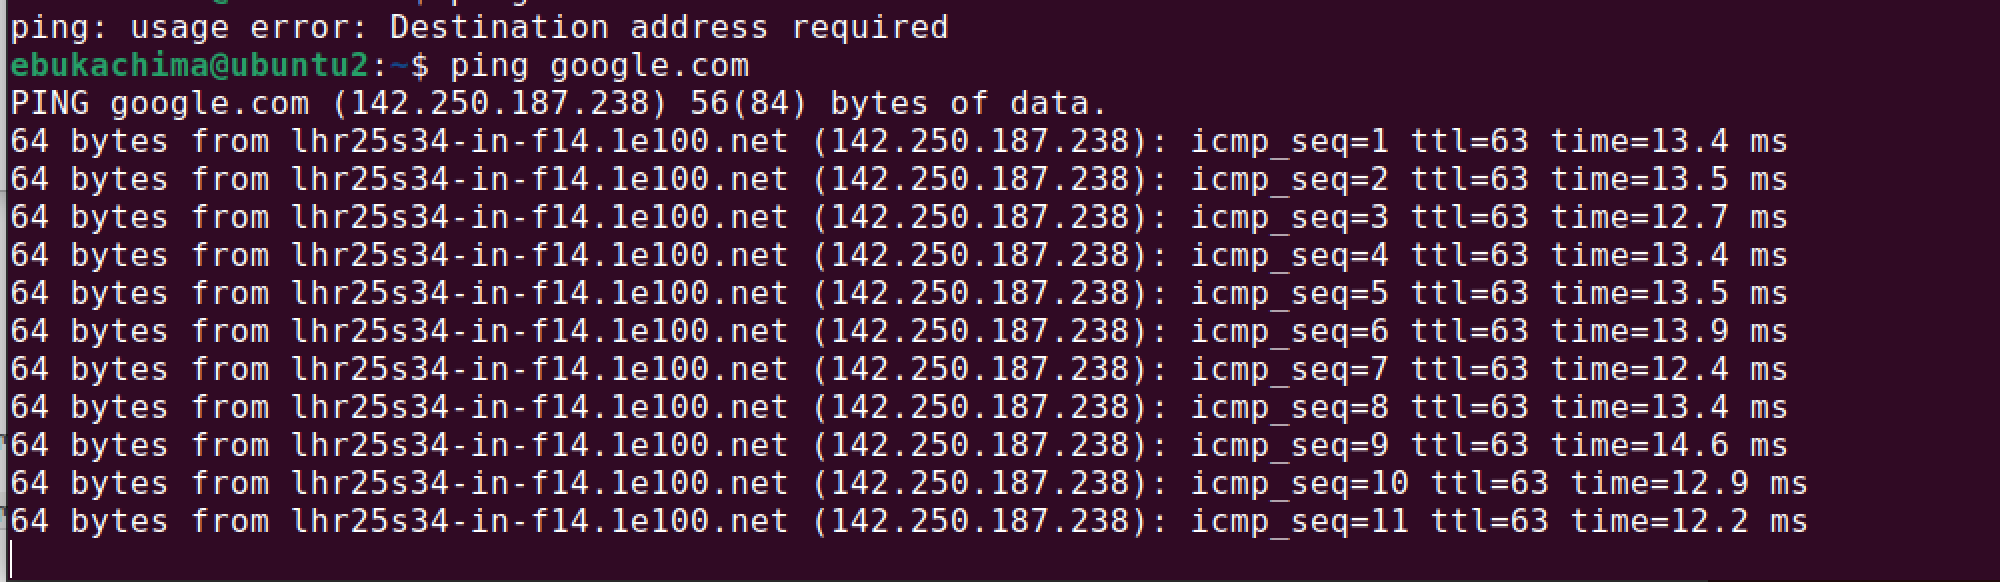 ping: usage error: Destination address required
ebukachima@ubuntu2:~$ ping google.com
PING google.com (142.250.187.238) 56(84) bytes of data.
64 bytes from lhr25s34-in-f14.1e100.net (142.250.187.238): icmp_seq=1 ttl=63 time=13.4 ms
64 bytes from lhr25s34-in-f14.1e100.net (142.250.187.238): icmp_seq=2 ttl=63 time=13.5 ms
64 bytes from lhr25s34-in-f14.1e100.net (142.250.187.238): icmp_seq=3 ttl=63 time=12.7 ms
64 bytes from lhr25s34-in-f14.1e100.net (142.250.187.238): icmp_seq=4 ttl=63 time=13.4 ms
64 bytes from lhr25s34-in-f14.1e100.net (142.250.187.238): icmp_seq=5 ttl=63 time=13.5 ms
64 bytes from lhr25s34-in-f14.1e100.net (142.250.187.238): icmp_seq=6 ttl=63 time=13.9 ms
64 bytes from lhr25s34-in-f14.1e100.net (142.250.187.238): icmp_seq=7 ttl=63 time=12.4 ms
64 bytes from lhr25s34-in-f14.1e100.net (142.250.187.238): icmp_seq=8 ttl=63 time=13.4 ms
64 bytes from lhr25s34-in-f14.1e100.net (142.250.187.238): icmp_seq=9 ttl=63 time=14.6 ms
64 bytes from lhr25s34-in-f14.1e100.net (142.250.187.238): icmp_seq=10 ttl=63 time=12.9 ms
64 bytes from lhr25s34-in-f14.1e100.net (142.250.187.238): icmp_seq=11 ttl=63 time=12.2 ms